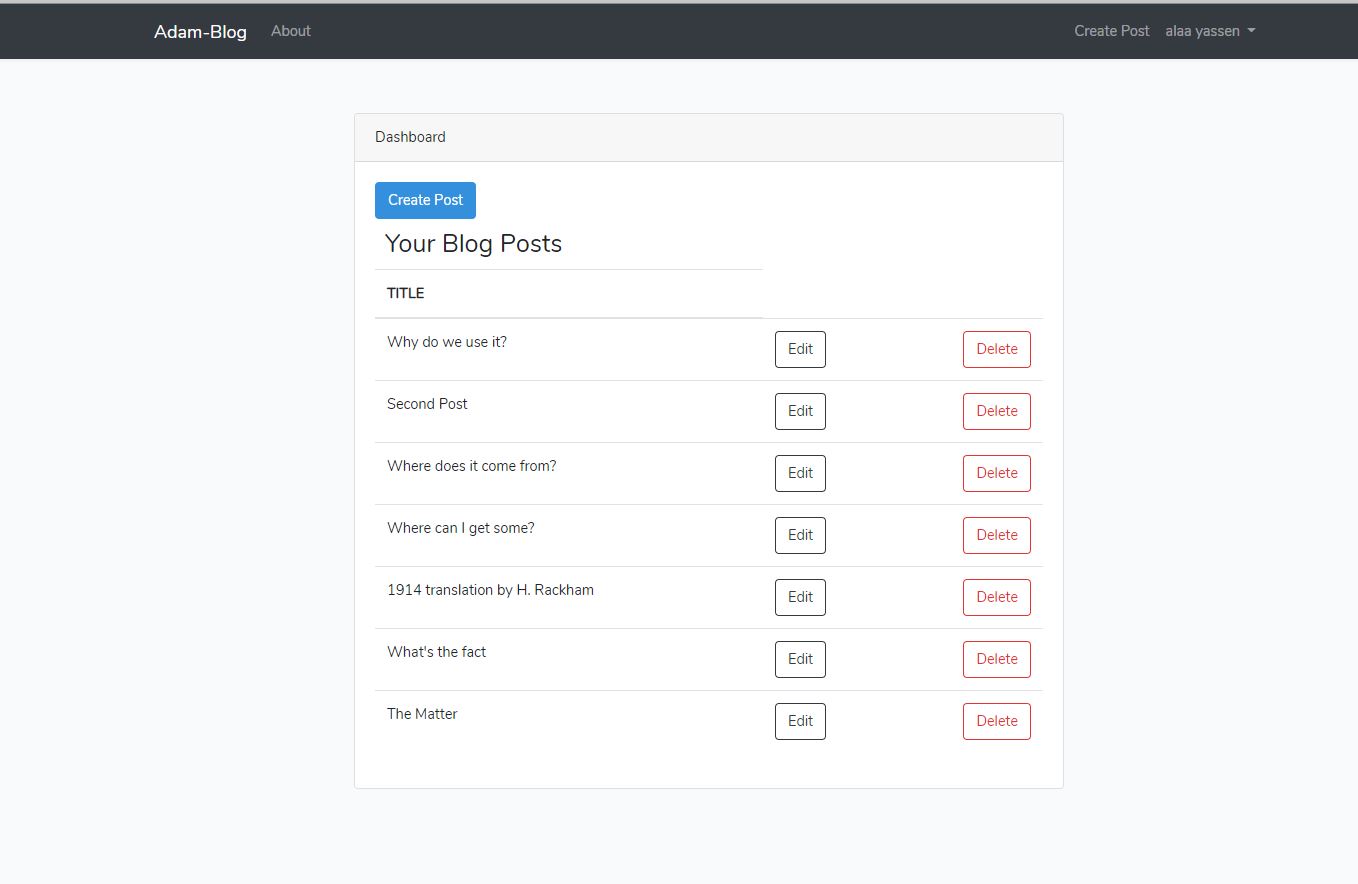 Adam-Blog About Create Post alaa yassen
Dashboard
Create Post
Your Blog Posts
TITLE
Why do we use it? Edit Delete
Second Post Edit Delete
Where does it come from? Edit Delete
Where can I get some? Edit Delete
1914 translation by H. Rackham Edit Delete
What's the fact Edit Delete
The Matter Edit Delete